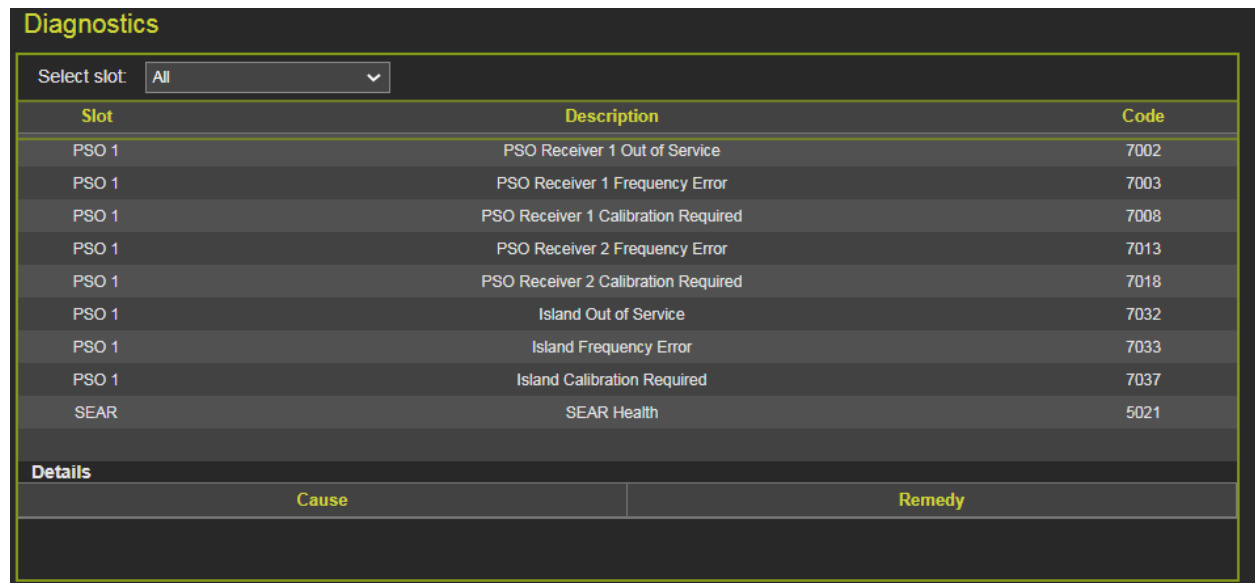 Diagnostics
Select slot: All
Slot Description Code
PSO 1 PSO Receiver 1 Out of Service 7002
PSO 1 PSO Receiver 1 Frequency Error 7003
PSO 1 PSO Receiver 1 Calibration Required 7008
PSO 1 PSO Receiver 2 Frequency Error 7013
PSO 1 PSO Receiver 2 Calibration Required 7018
PSO 1 Island Out of Service 7032
PSO 1 Island Frequency Error 7033
PSO 1 Island Calibration Required 7037
SEAR SEAR Health 5021
Details
Cause Remedy